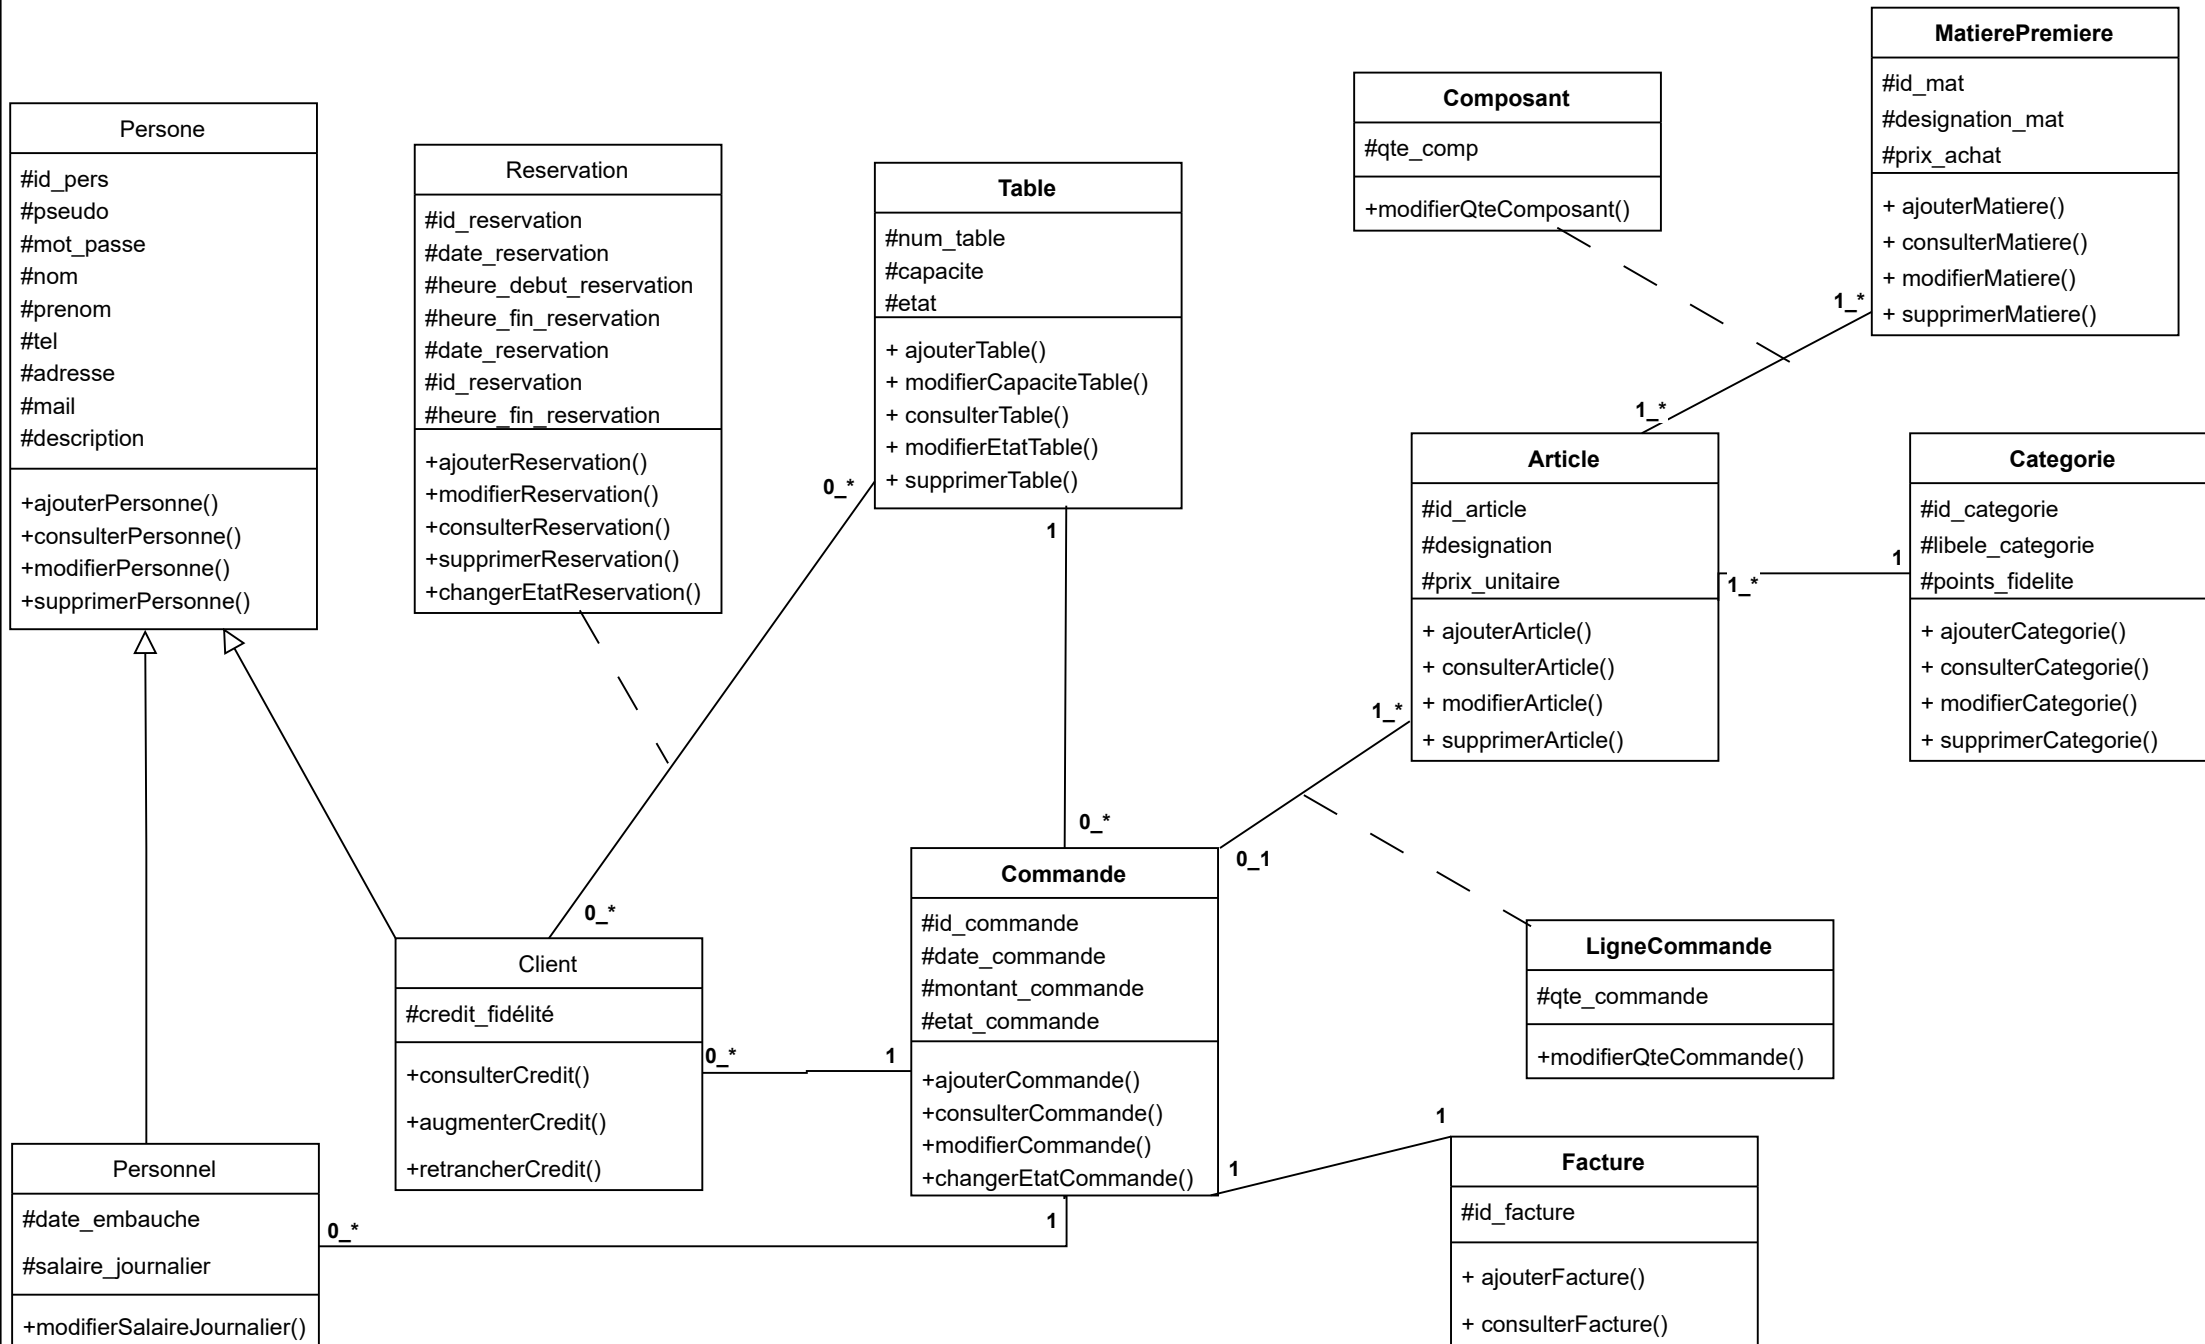 MatierePremiere
#id_mat
#designation_mat
#prix_achat
+ ajouterMatiere()
+ consulterMatiere()
+ modifierMatiere()
+ supprimerMatiere()
Composant
#qte_comp
+modifierQteComposant()
1_*
1_*
Persone
#id_pers
#pseudo
#mot_passe
#nom
#prenom
#tel
#adresse
#mail
#description
+ajouterPersonne()
+consulterPersonne()
+modifierPersonne()
+supprimerPersonne()
Reservation
#id_reservation
#date_reservation
#heure_debut_reservation
#heure_fin_reservation
#date_reservation
#id_reservation
#heure_fin_reservation
+ajouterReservation()
+modifierReservation()
+consulterReservation()
+supprimerReservation()
+changerEtatReservation()
Table
#num_table
#capacite
#etat
+ ajouterTable()
+ modifierCapaciteTable()
+ consulterTable()
+ modifierEtatTable()
+ supprimerTable()
0_*
1
Article
#id_article
#designation
#prix_unitaire
+ ajouterArticle()
+ consulterArticle()
+ modifierArticle()
+ supprimerArticle()
1_*
1
Categorie
#id_categorie
#libele_categorie
#points_fidelite
+ ajouterCategorie()
+ consulterCategorie()
+ modifierCategorie()
+ supprimerCategorie()
1_*
0_*
0_1
0_*
Client
#credit_fidélité
+consulterCredit()
+augmenterCredit()
+retrancherCredit()
0_*
1
Commande
#id_commande
#date_commande
#montant_commande
#etat_commande
+ajouterCommande()
+consulterCommande()
+modifierCommande()
+changerEtatCommande()
LigneCommande
#qte_commande
+modifierQteCommande()
1
1
Personnel
#date_embauche
#salaire_journalier
+modifierSalaireJournalier()
0_*
1
Facture
#id_facture
+ ajouterFacture()
+ consulterFacture()